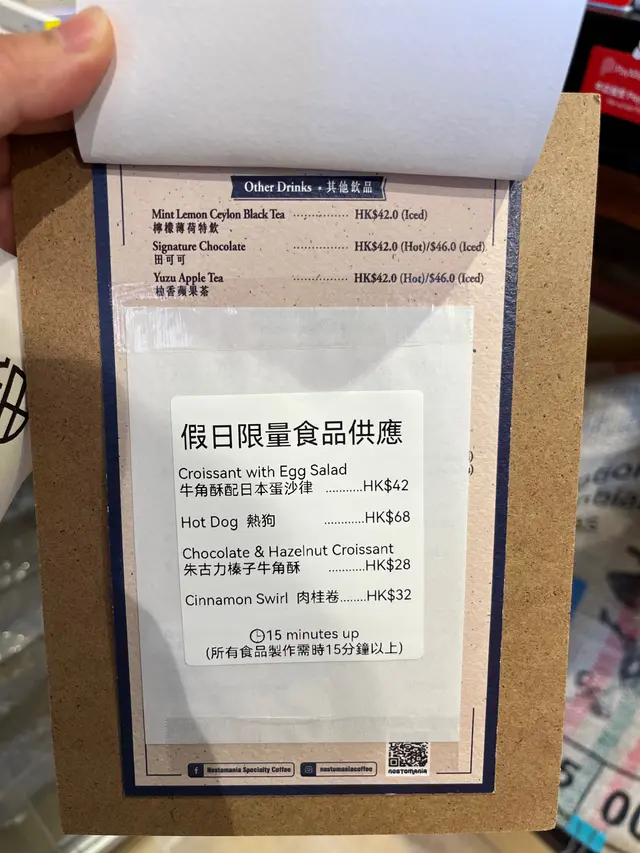 Other Drinks • 其他飲品
Mint Lemon Ceylon Black Tea ............... HK$42.0 (Iced)
檸檬薄荷特飲
Signature Chocolate ............... HK$42.0 (Hot)/$46.0 (Iced)
田可可
Yuzu Apple Tea ............... HK$42.0 (Hot)/$46.0 (Iced)
柚香蘋果茶
假日限量食品供應
Croissant with Egg Salad
牛角酥配日本蛋沙律 ...........HK$42
Hot Dog 熱狗 ............HK$68
Chocolate & Hazelnut Croissant
朱古力榛子牛角酥 ...........HK$28
Cinnamon Swirl 肉桂卷........HK$32
15 minutes up
(所有食品製作需時15分鐘以上)
Nostomania Specialty Coffee
nostomaniacoffee
NOSTOMANIA